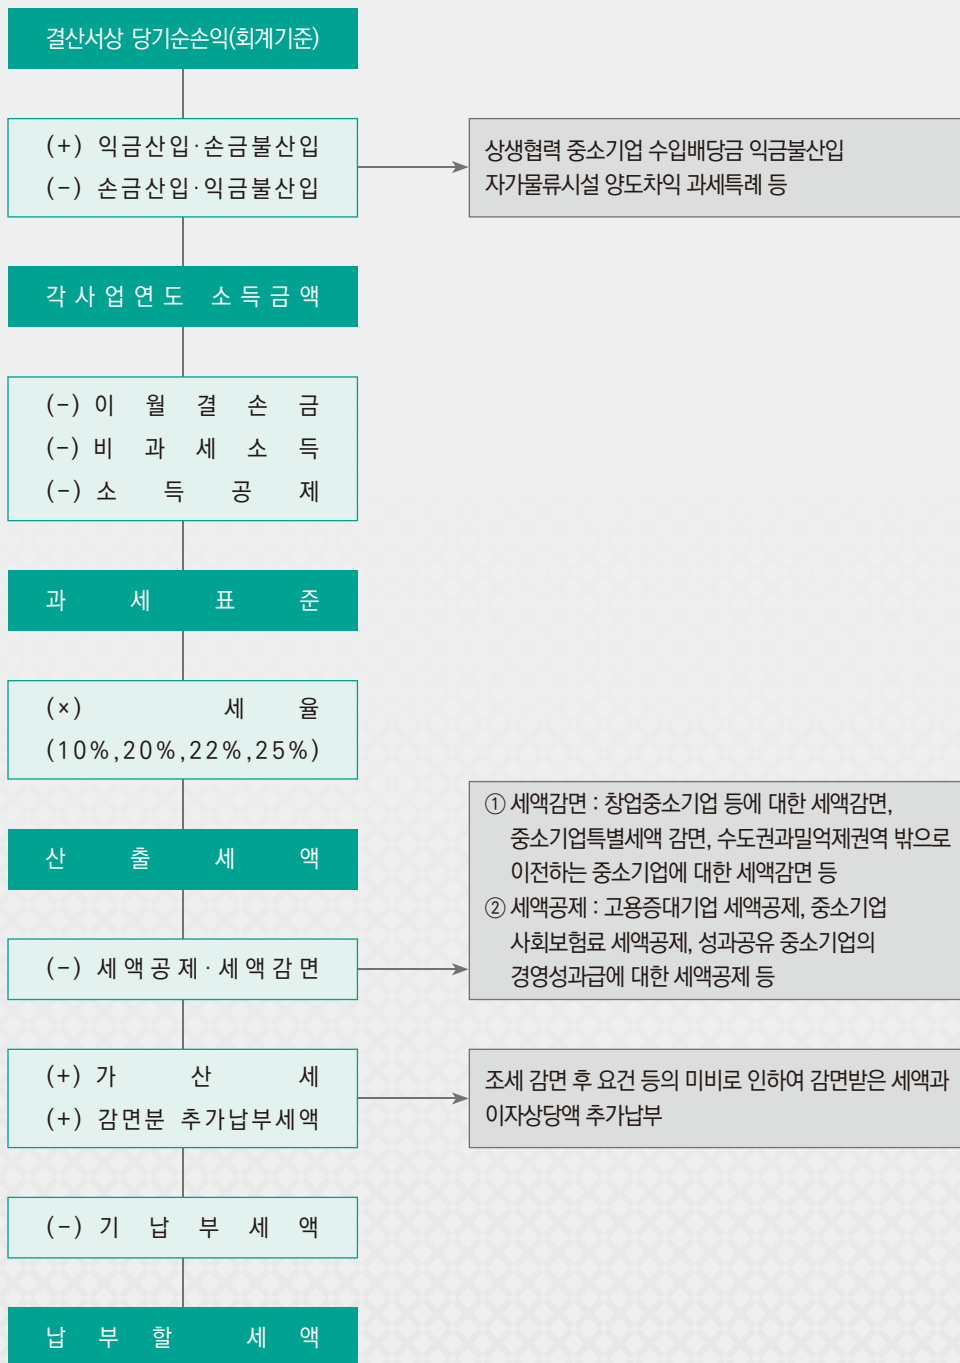 결산서상 당기순손익(회계기준)
(+) 익금산입·손금불산입
(-) 손금산입·익금불산입
상생협력 중소기업 수입배당금 익금불산입
자가물류시설 양도차익 과세특례 등
각사업연도 소득금액
(-) 이월결손금
(-) 비과세소득
(-) 소득공제
과세표준
(×) 세율
(10%,20%,22%,25%)
산출세액
(-) 세액공제·세액감면
① 세액감면 : 창업중소기업 등에 대한 세액감면,
중소기업특별세액 감면, 수도권과밀억제권역 밖으로
이전하는 중소기업에 대한 세액감면 등
② 세액공제 : 고용증대기업 세액공제, 중소기업
사회보험료 세액공제, 성과공유 중소기업의
경영성과급에 대한 세액공제 등
(+) 가산세
(+) 감면분 추가납부세액
조세 감면 후 요건 등의 미비로 인하여 감면받은 세액과
이자상당액 추가납부
(-) 기납부세액
납부할 세액